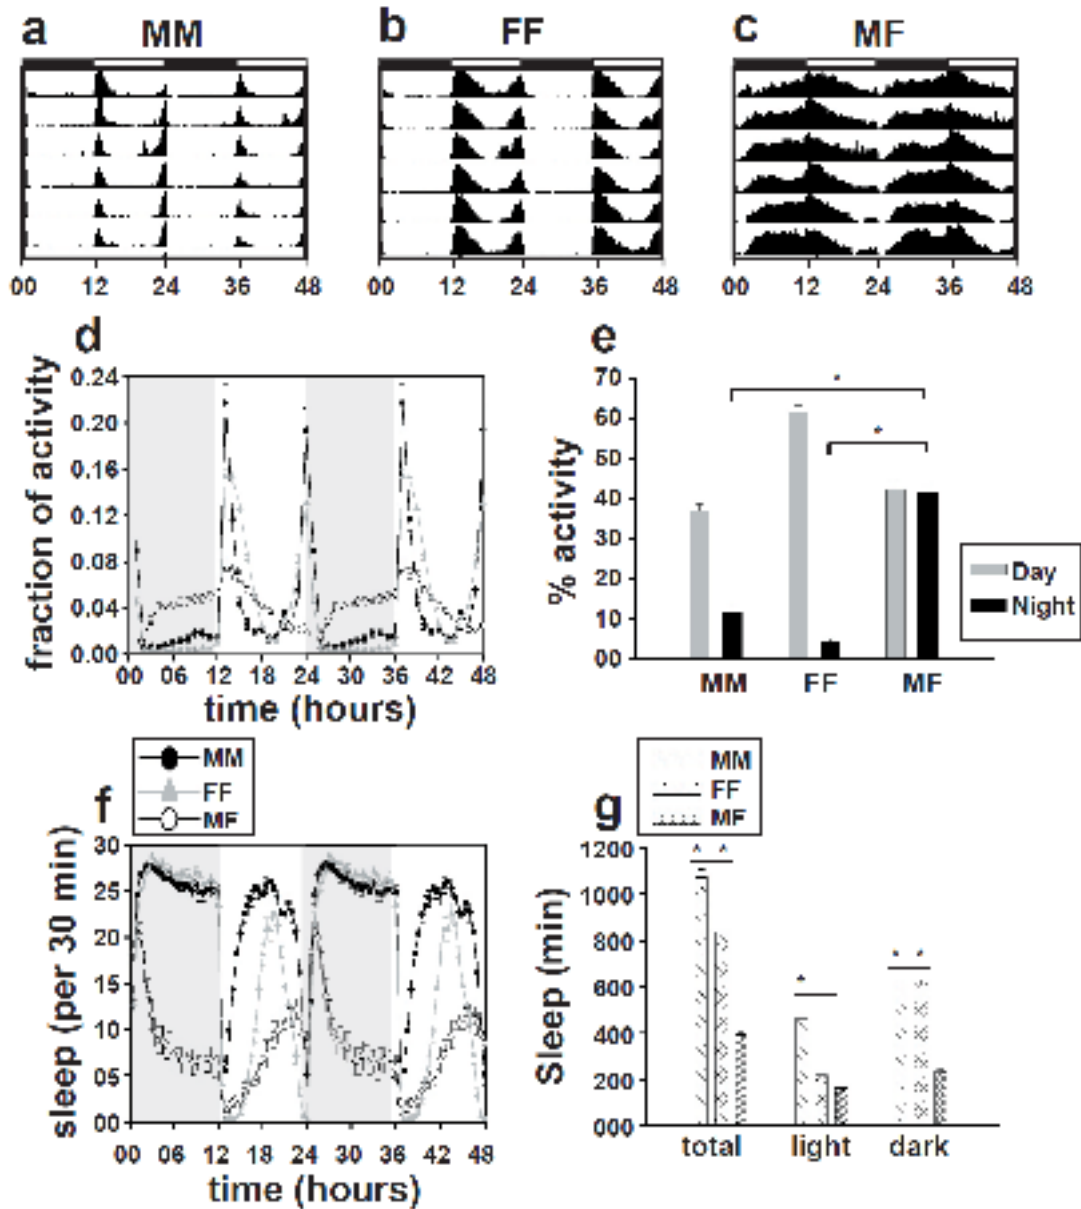 a MM b FF c MF
00 12 24 36 48 00 12 24 36 48 00 12 24 36 48
d
fraction of activity
0.24
0.20
0.16
0.12
0.08
0.04
0.00
00 06 12 18 24 30 36 42 48
time (hours)
e
% activity
70
60
50
40
30
20
10
00
* 
*
MM FF MF
Day
Night
MM
FF
MF
f
sleep (per 30 min)
30
25
20
15
10
05
00
00 06 12 18 24 30 36 42 48
time (hours)
MM
FF
MF
g
Sleep (min)
1200
1000
800
600
400
200
000
* *
*
* *
total light dark